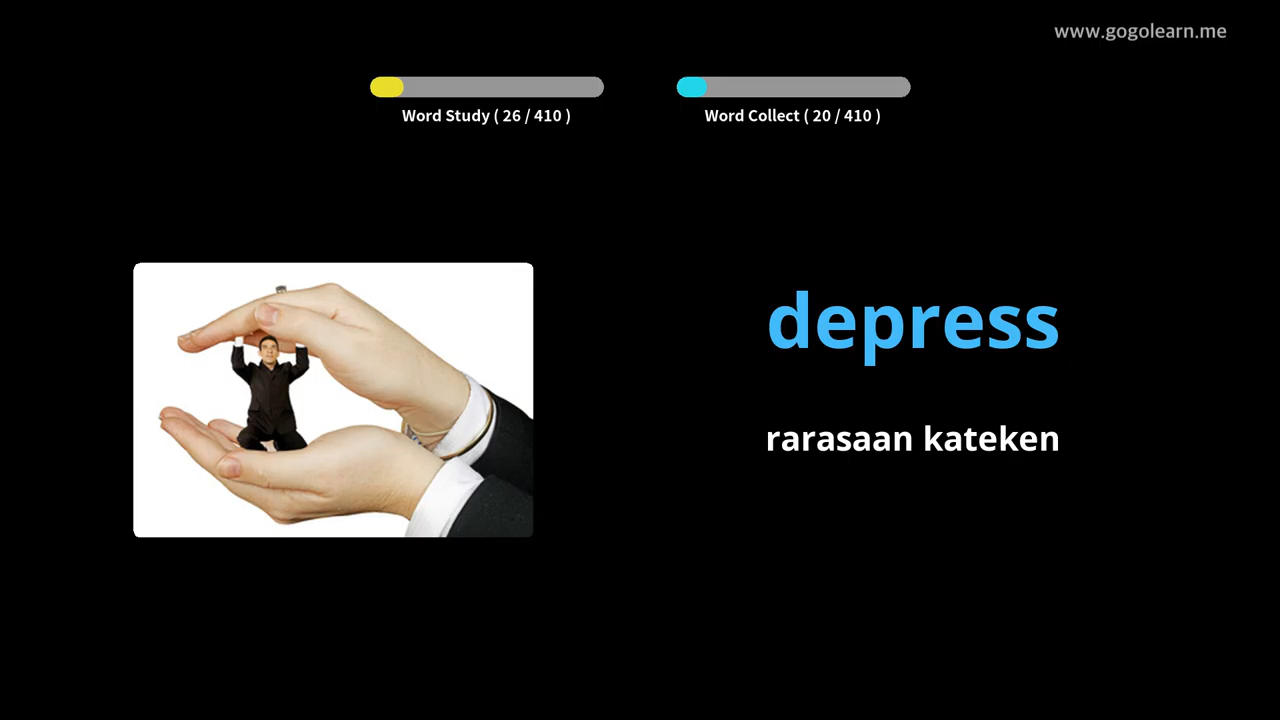 www.gogolearn.me
Word Study ( 26 / 410 )
Word Collect ( 20 / 410 )
depress
rarasaan kateken